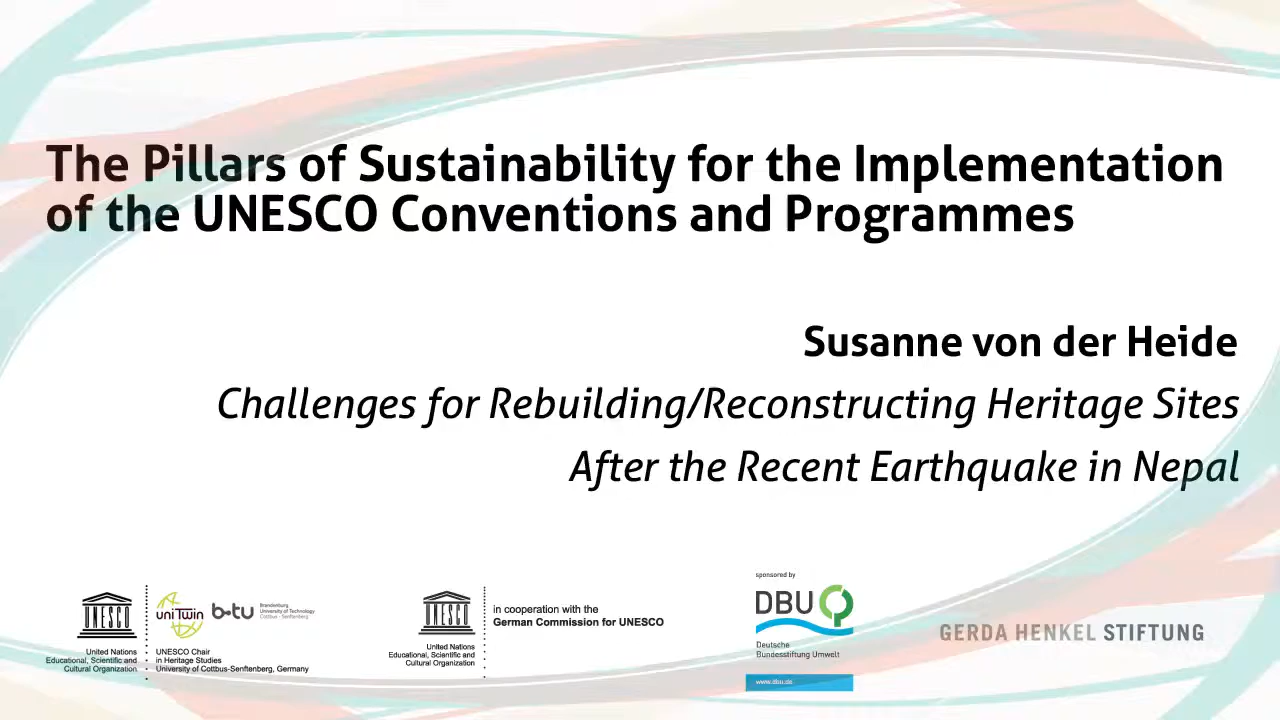 The Pillars of Sustainability for the Implementation
of the UNESCO Conventions and Programmes
Susanne von der Heide
Challenges for Rebuilding/Reconstructing Heritage Sites
After the Recent Earthquake in Nepal
UNESCO
United Nations
Educational, Scientific and
Cultural Organization
uniTwin
b-tu
Brandenburg
University of Technology
Cottbus - Senftenberg
UNESCO Chair
in Heritage Studies
University of Cottbus-Senftenberg, Germany
UNESCO
United Nations
Educational, Scientific and
Cultural Organization
in cooperation with the
German Commission for UNESCO
sponsored by
DBU
Deutsche
Bundesstiftung Umwelt
www.dbu.de
GERDA HENKEL STIFTUNG